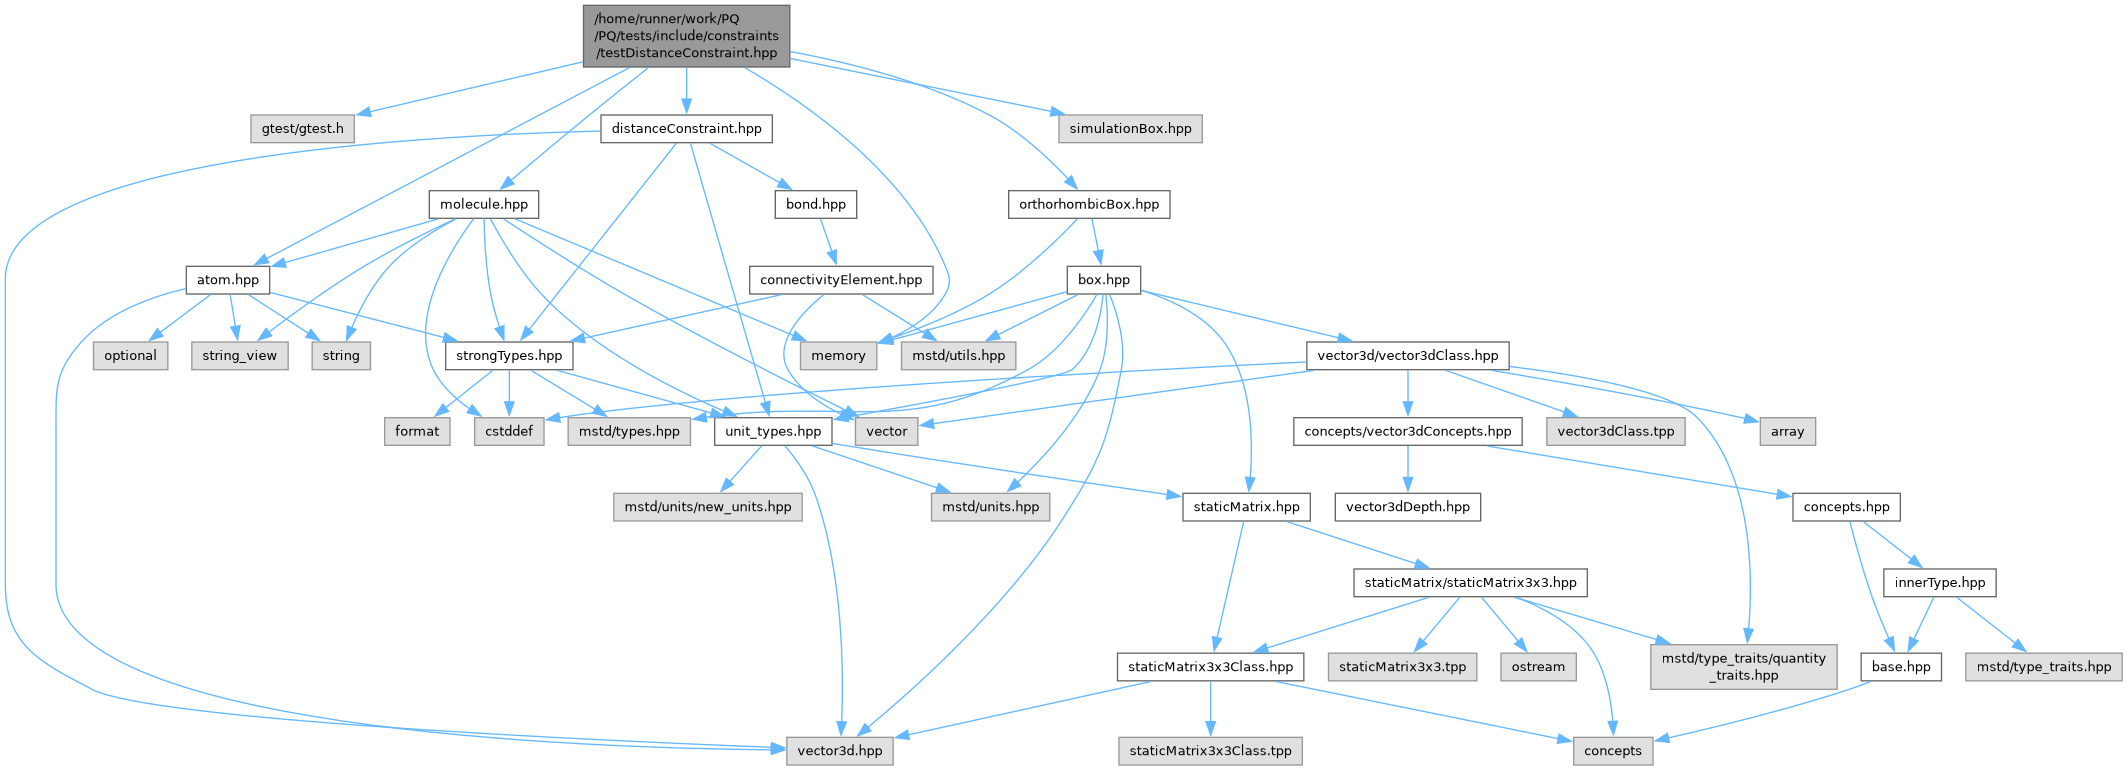 /home/runner/work/PQ
/PQ/tests/include/constraints
/testDistanceConstraint.hpp
gtest/gtest.h
distanceConstraint.hpp
simulationBox.hpp
molecule.hpp
bond.hpp
orthorhombicBox.hpp
atom.hpp
connectivityElement.hpp
box.hpp
optional
string_view
string
strongTypes.hpp
memory
mstd/utils.hpp
vector3d/vector3dClass.hpp
format
cstddef
mstd/types.hpp
unit_types.hpp
vector
concepts/vector3dConcepts.hpp
vector3dClass.tpp
array
mstd/units/new_units.hpp
mstd/units.hpp
staticMatrix.hpp
vector3dDepth.hpp
concepts.hpp
staticMatrix/staticMatrix3x3.hpp
innerType.hpp
staticMatrix3x3Class.hpp
staticMatrix3x3.tpp
ostream
mstd/type_traits/quantity
_traits.hpp
base.hpp
mstd/type_traits.hpp
vector3d.hpp
staticMatrix3x3Class.tpp
concepts